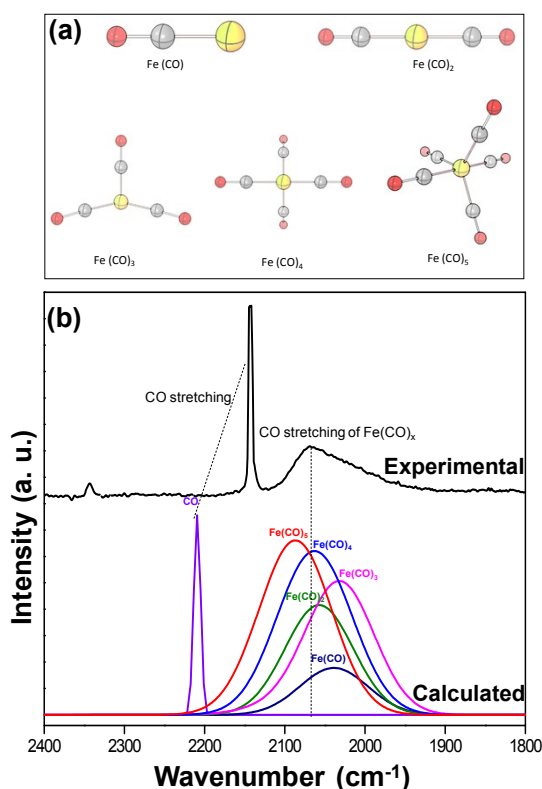 (a)
Fe (CO)
Fe (CO)₂
Fe (CO)₃
Fe (CO)₄
Fe (CO)₅
(b)
CO stretching
CO stretching of Fe(CO)ₓ
Experimental
CO
Fe(CO)₅
Fe(CO)₄
Fe(CO)₃
Fe(CO)₂
Fe(CO)
Calculated
Intensity (a. u.)
2400 2300 2200 2100 2000 1900 1800
Wavenumber (cm⁻¹)